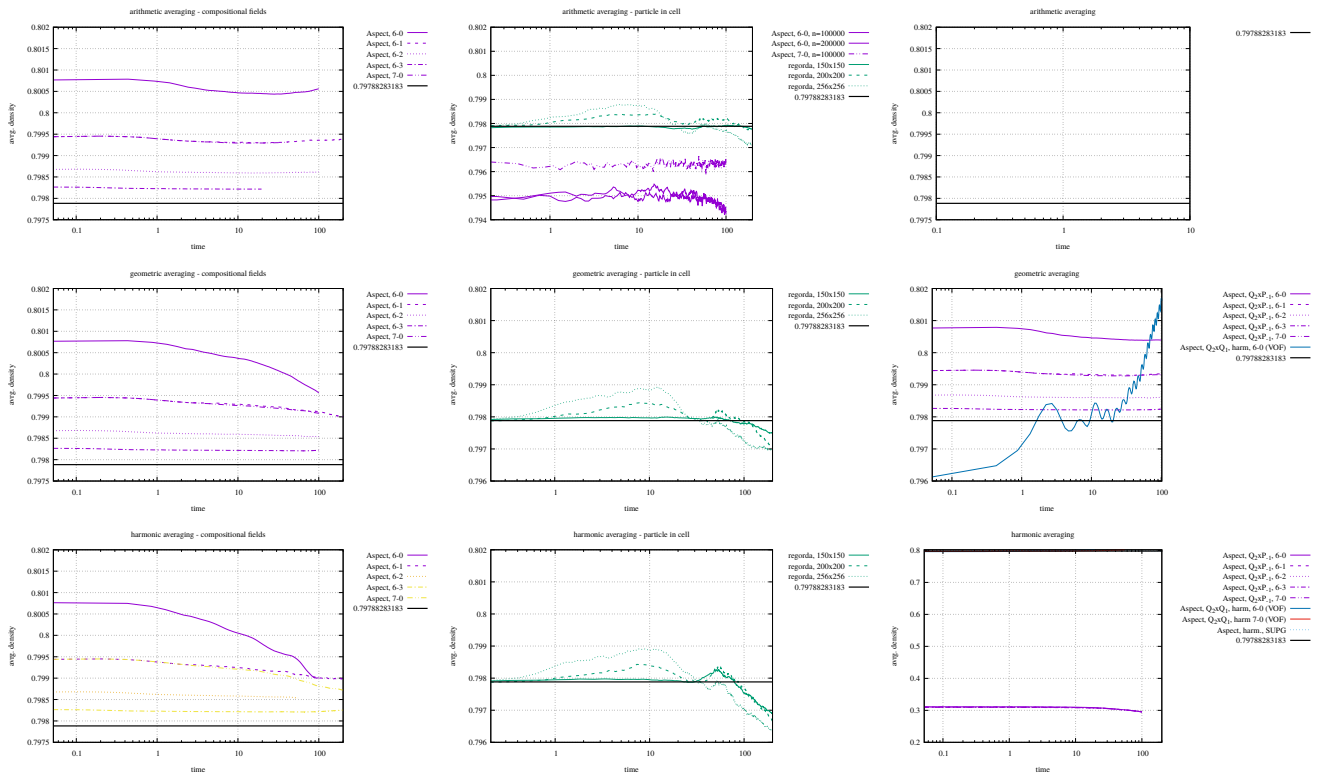 arithmetic averaging - compositional fields
0.802
0.8015
0.801
0.8005
0.8
0.7995
0.799
0.7985
0.798
0.7975
0.1
1
10
100
avrg. density
time
Aspect, 6-0
Aspect, 6-1
Aspect, 6-2
Aspect, 6-3
Aspect, 7-0
0.79788283183
arithmetic averaging - particle in cell
0.802
0.801
0.8
0.799
0.798
0.797
0.796
0.795
0.794
1
10
100
avrg. density
time
Aspect, 6-0, n=100000
Aspect, 6-0, n=200000
Aspect, 7-0, n=100000
regorda, 150x150
regorda, 200x200
regorda, 256x256
0.79788283183
arithmetic averaging
0.802
0.8015
0.801
0.8005
0.8
0.7995
0.799
0.7985
0.798
0.7975
0.1
1
10
avrg. density
time
0.79788283183
geometric averaging - compositional fields
0.802
0.8015
0.801
0.8005
0.8
0.7995
0.799
0.7985
0.798
0.7975
0.1
1
10
100
avrg. density
time
Aspect, 6-0
Aspect, 6-1
Aspect, 6-2
Aspect, 6-3
Aspect, 7-0
0.79788283183
geometric averaging - particle in cell
0.802
0.801
0.8
0.799
0.798
0.797
0.796
1
10
100
avrg. density
time
regorda, 150x150
regorda, 200x200
regorda, 256x256
0.79788283183
geometric averaging
0.802
0.801
0.8
0.799
0.798
0.797
0.796
0.1
1
10
100
avrg. density
time
Aspect, Q₂xP₋₁, 6-0
Aspect, Q₂xP₋₁, 6-1
Aspect, Q₂xP₋₁, 6-2
Aspect, Q₂xP₋₁, 6-3
Aspect, Q₂xP₋₁, 7-0
Aspect, Q₂xQ₁, harm, 6-0 (VOF)
0.79788283183
harmonic averaging - compositional fields
0.802
0.8015
0.801
0.8005
0.8
0.7995
0.799
0.7985
0.798
0.7975
0.1
1
10
100
avrg. density
time
Aspect, 6-0
Aspect, 6-1
Aspect, 6-2
Aspect, 6-3
Aspect, 7-0
0.79788283183
harmonic averaging - particle in cell
0.802
0.801
0.8
0.799
0.798
0.797
0.796
1
10
100
avrg. density
time
regorda, 150x150
regorda, 200x200
regorda, 256x256
0.79788283183
harmonic averaging
0.8
0.7
0.6
0.5
0.4
0.3
0.2
0.1
1
10
100
avrg. density
time
Aspect, Q₂xP₋₁, 6-0
Aspect, Q₂xP₋₁, 6-1
Aspect, Q₂xP₋₁, 6-2
Aspect, Q₂xP₋₁, 6-3
Aspect, Q₂xP₋₁, 7-0
Aspect, Q₂xQ₁, harm, 6-0 (VOF)
Aspect, Q₂xQ₁, harm 7-0 (VOF)
Aspect, harm., SUPG
0.79788283183